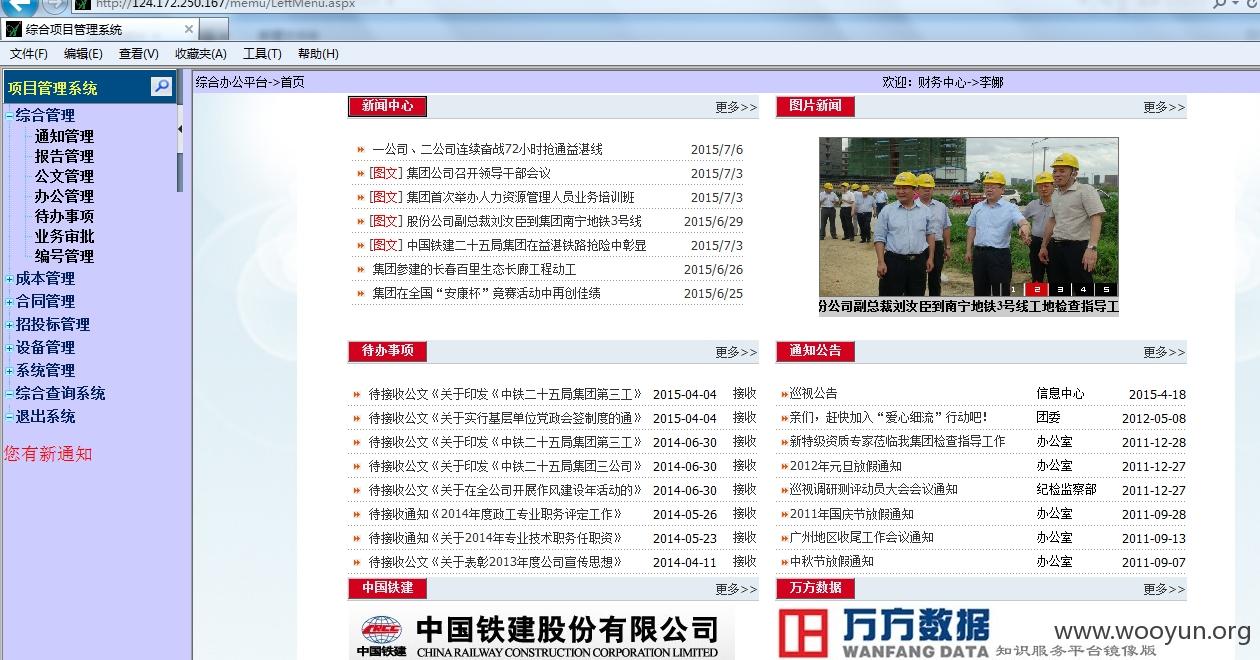 http://124.172.250.167/memu/LeftMenu.aspx
综合项目管理系统
文件(F) 编辑(E) 查看(V) 收藏夹(A) 工具(T) 帮助(H)
项目管理系统
综合管理
通知管理
报告管理
公文管理
办公管理
待办事项
业务审批
编号管理
成本管理
合同管理
招投标管理
设备管理
系统管理
综合查询系统
退出系统
您有新通知
综合办公平台->首页
欢迎：财务中心->李娜
新闻中心 更多>>
一公司、二公司连续奋战72小时抢通益湛线 2015/7/6
[图文] 集团公司召开领导干部会议 2015/7/3
[图文] 集团首次举办人力资源管理人员业务培训班 2015/7/3
[图文] 股份公司副总裁刘汝臣到集团南宁地铁3号线 2015/6/29
[图文] 中国铁建二十五局集团在益湛铁路抢险中彰显 2015/7/3
集团参建的长春百里生态长廊工程动工 2015/6/26
集团在全国“安康杯”竞赛活动中再创佳绩 2015/6/25
图片新闻 更多>>
1 2 3 4 5
份公司副总裁刘汝臣到南宁地铁3号线工地检查指导工
待办事项 更多>>
待接收公文《关于印发《中铁二十五局集团第三工》 2015-04-04 接收
待接收公文《关于实行基层单位党政会签制度的通》 2015-04-04 接收
待接收公文《关于印发《中铁二十五局集团第三工》 2014-06-30 接收
待接收公文《关于印发《中铁二十五局集团三公司》 2014-06-30 接收
待接收公文《关于在全公司开展作风建设年活动的》 2014-06-30 接收
待接收通知《2014年度政工专业职务评定工作》 2014-05-26 接收
待接收通知《关于2014年专业技术职务任职资》 2014-05-23 接收
待接收公文《关于表彰2013年度公司宣传思想》 2014-04-11 接收
通知公告 更多>>
巡视公告 信息中心 2015-4-18
亲们，赶快加入“爱心细流”行动吧！ 团委 2012-05-08
新特级资质专家莅临我集团检查指导工作 办公室 2011-12-28
2012年元旦放假通知 办公室 2011-12-27
巡视调研测评动员大会会议通知 纪检监察部 2011-12-27
2011年国庆节放假通知 办公室 2011-09-28
广州地区收尾工作会议通知 办公室 2011-09-13
中秋节放假通知 办公室 2011-09-07
中国铁建 更多>>
CRCC
中国铁建
中国铁建股份有限公司
CHINA RAILWAY CONSTRUCTION CORPORATION LIMITED
万方数据 更多>>
万方数据
WANFANG DATA 知识服务平台镜像版
www.wooyun.org